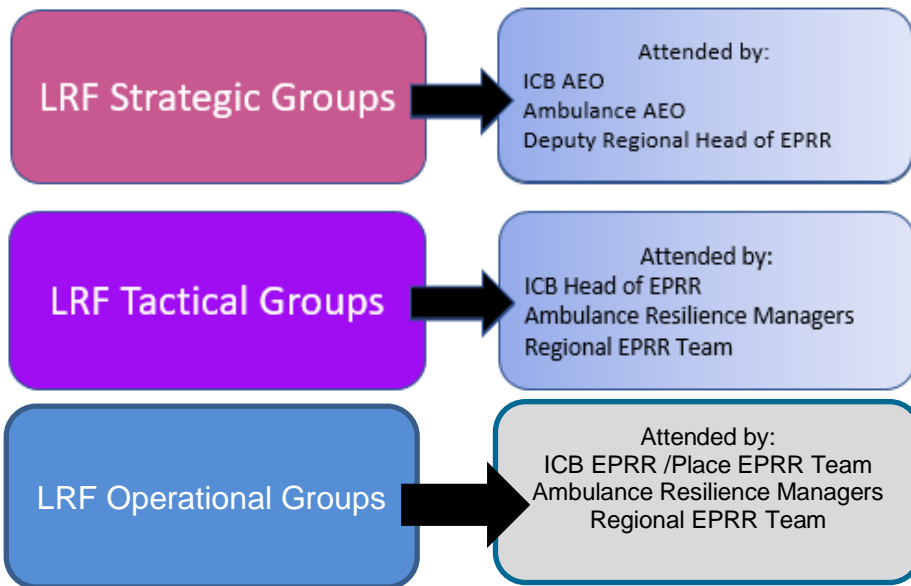 LRF Strategic Groups
Attended by:
ICB AEO
Ambulance AEO
Deputy Regional Head of EPRR
LRF Tactical Groups
Attended by:
ICB Head of EPRR
Ambulance Resilience Managers
Regional EPRR Team
LRF Operational Groups
Attended by:
ICB EPRR /Place EPRR Team
Ambulance Resilience Managers
Regional EPRR Team